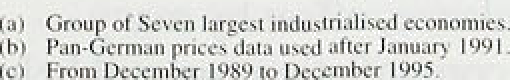 (a) Group of Seven largest industrialised economies.
(b) Pan-German prices data used after January 1991.
(c) From December 1989 to December 1995.